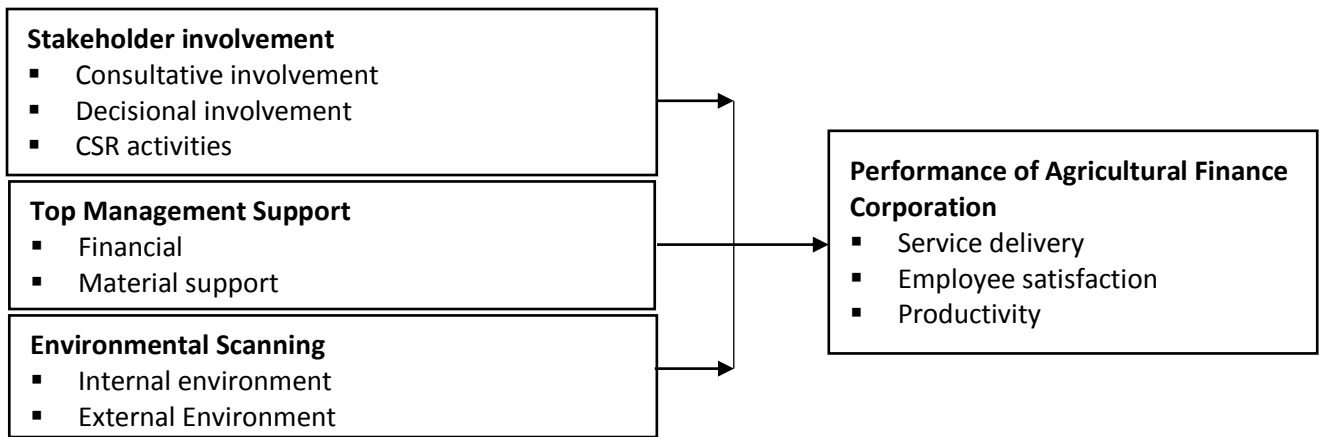 Stakeholder involvement
▪ Consultative involvement
▪ Decisional involvement
▪ CSR activities
Top Management Support
▪ Financial
▪ Material support
Environmental Scanning
▪ Internal environment
▪ External Environment
Performance of Agricultural Finance
Corporation
▪ Service delivery
▪ Employee satisfaction
▪ Productivity